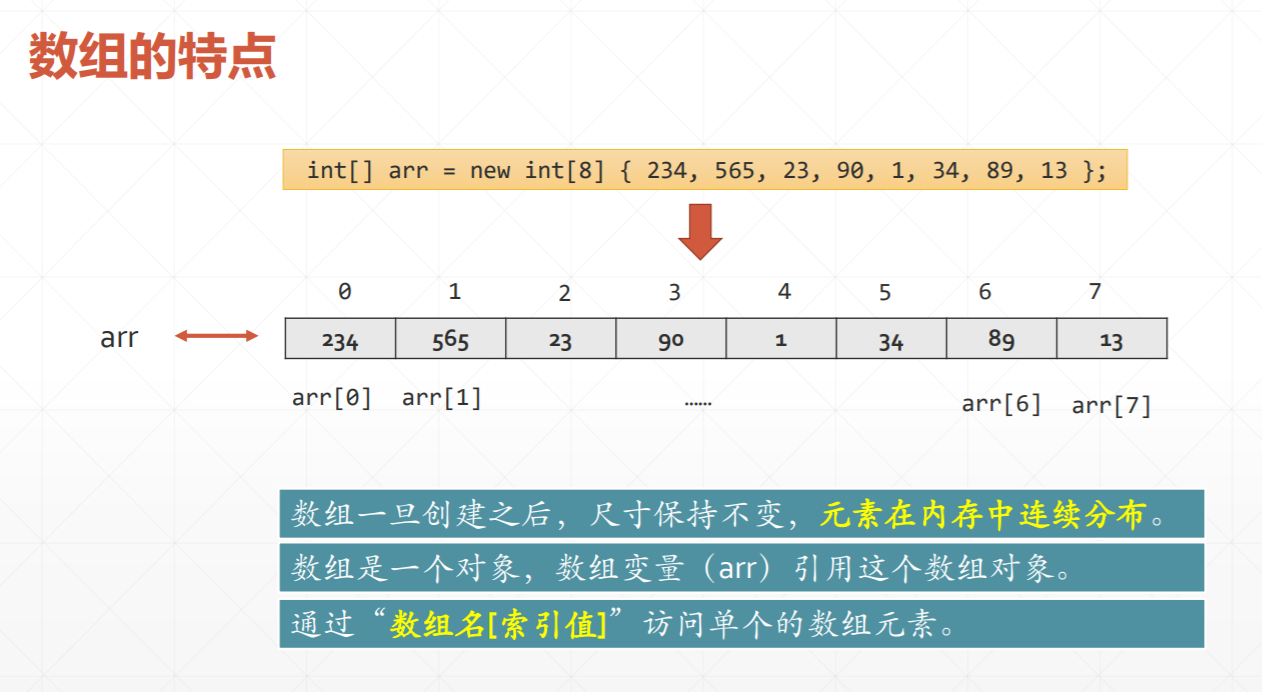 数组的特点
int[] arr = new int[8] { 234, 565, 23, 90, 1, 34, 89, 13 };
0 1 2 3 4 5 6 7
arr 234 565 23 90 1 34 89 13
arr[0] arr[1] …… arr[6] arr[7]
数组一旦创建之后，尺寸保持不变，元素在内存中连续分布。
数组是一个对象，数组变量（arr）引用这个数组对象。
通过“数组名[索引值]”访问单个的数组元素。